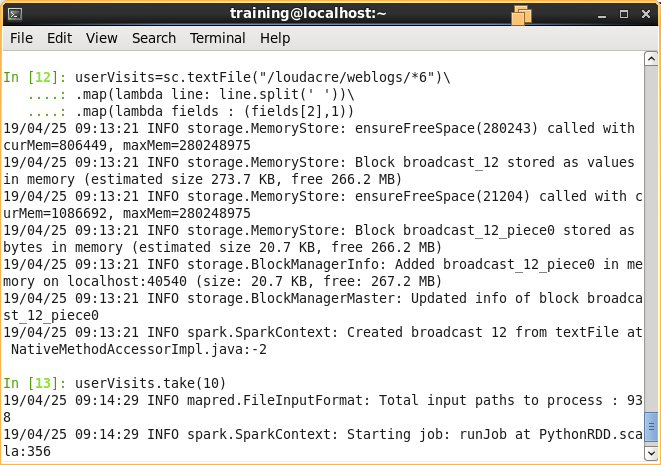 training@localhost:~
File Edit View Search Terminal Help
In [12]: userVisits=sc.textFile("/loudacre/weblogs/*6")\
   ....: .map(lambda line: line.split(' '))\
   ....: .map(lambda fields : (fields[2],1))
19/04/25 09:13:21 INFO storage.MemoryStore: ensureFreeSpace(280243) called with
curMem=806449, maxMem=280248975
19/04/25 09:13:21 INFO storage.MemoryStore: Block broadcast_12 stored as values
in memory (estimated size 273.7 KB, free 266.2 MB)
19/04/25 09:13:21 INFO storage.MemoryStore: ensureFreeSpace(21204) called with c
urMem=1086692, maxMem=280248975
19/04/25 09:13:21 INFO storage.MemoryStore: Block broadcast_12_piece0 stored as
bytes in memory (estimated size 20.7 KB, free 266.2 MB)
19/04/25 09:13:21 INFO storage.BlockManagerInfo: Added broadcast_12_piece0 in me
mory on localhost:40540 (size: 20.7 KB, free: 267.2 MB)
19/04/25 09:13:21 INFO storage.BlockManagerMaster: Updated info of block broadca
st_12_piece0
19/04/25 09:13:21 INFO spark.SparkContext: Created broadcast 12 from textFile at
 NativeMethodAccessorImpl.java:-2
In [13]: userVisits.take(10)
19/04/25 09:14:29 INFO mapred.FileInputFormat: Total input paths to process : 93
8
19/04/25 09:14:29 INFO spark.SparkContext: Starting job: runJob at PythonRDD.sca
la:356